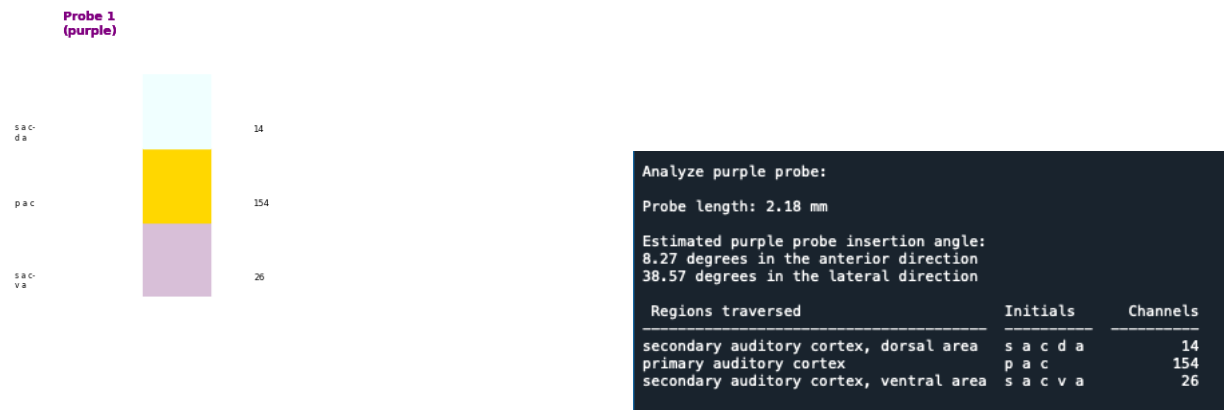 Probe 1
(purple)
s a c-
d a
14
p a c
154
s a c-
v a
26
Analyze purple probe:
Probe length: 2.18 mm
Estimated purple probe insertion angle:
8.27 degrees in the anterior direction
38.57 degrees in the lateral direction
Regions traversed Initials Channels
secondary auditory cortex, dorsal area s a c d a 14
primary auditory cortex p a c 154
secondary auditory cortex, ventral area s a c v a 26